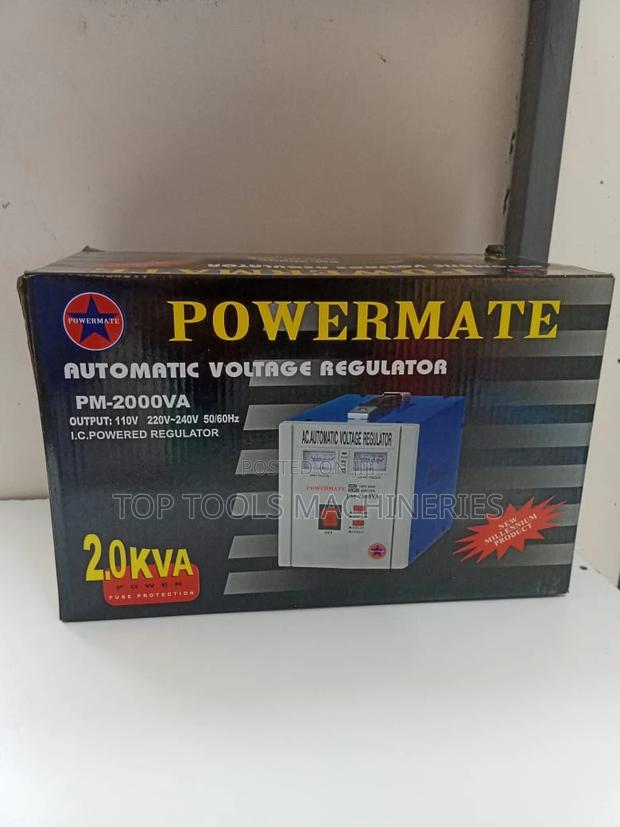 POWERMATE
POWERMATE
AUTOMATIC VOLTAGE REGULATOR
PM-2000VA
OUTPUT: 110V 220V~240V 50/60Hz
I.C.POWERED REGULATOR
AC.AUTOMATIC VOLTAGE REGULATOR
POSTED ON
POWERMATE
TOP TOOLS MACHINERIES
NEW
MILLENNIUM
PRODUCT
2.0KVA
POWER
FUSE PROTECTION